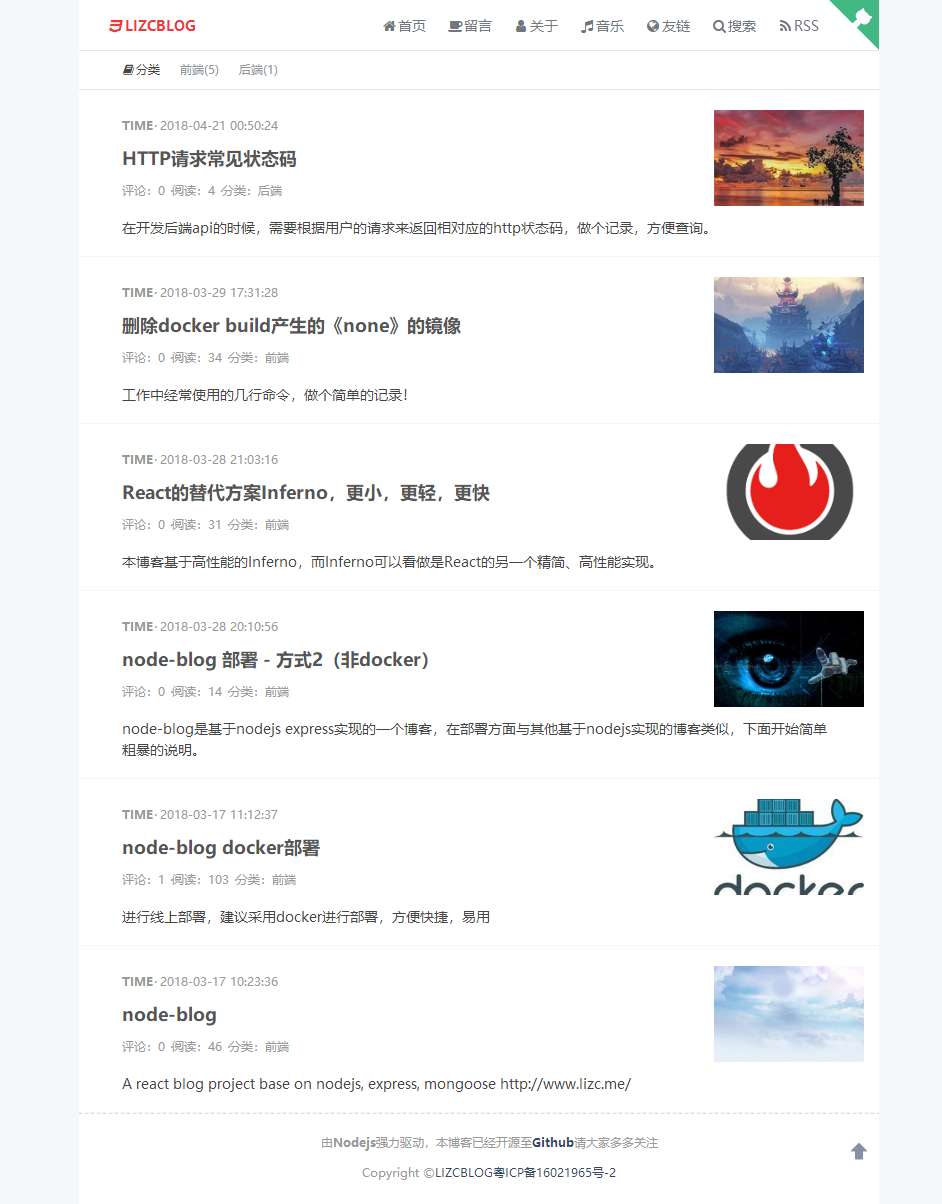 LIZCBLOG 首页 留言 关于 音乐 友链 搜索 RSS
分类 前端(5) 后端(1)
TIME· 2018-04-21 00:50:24
HTTP请求常见状态码
评论：0 阅读：4 分类：后端
在开发后端api的时候，需要根据用户的请求来返回相对应的http状态码，做个记录，方便查询。
TIME· 2018-03-29 17:31:28
删除docker build产生的《none》的镜像
评论：0 阅读：34 分类：前端
工作中经常使用的几行命令，做个简单的记录！
TIME· 2018-03-28 21:03:16
React的替代方案Inferno，更小，更轻，更快
评论：0 阅读：31 分类：前端
本博客基于高性能的Inferno，而Inferno可以看做是React的另一个精简、高性能实现。
TIME· 2018-03-28 20:10:56
node-blog 部署 - 方式2（非docker）
评论：0 阅读：14 分类：前端
node-blog是基于nodejs express实现的一个博客，在部署方面与其他基于nodejs实现的博客类似，下面开始简单
粗暴的说明。
TIME· 2018-03-17 11:12:37
node-blog docker部署
评论：1 阅读：103 分类：前端
docker
进行线上部署，建议采用docker进行部署，方便快捷，易用
TIME· 2018-03-17 10:23:36
node-blog
评论：0 阅读：46 分类：前端
A react blog project base on nodejs, express, mongoose http://www.lizc.me/
由Nodejs强力驱动，本博客已经开源至Github请大家多多关注
Copyright ©LIZCBLOG粤ICP备16021965号-2